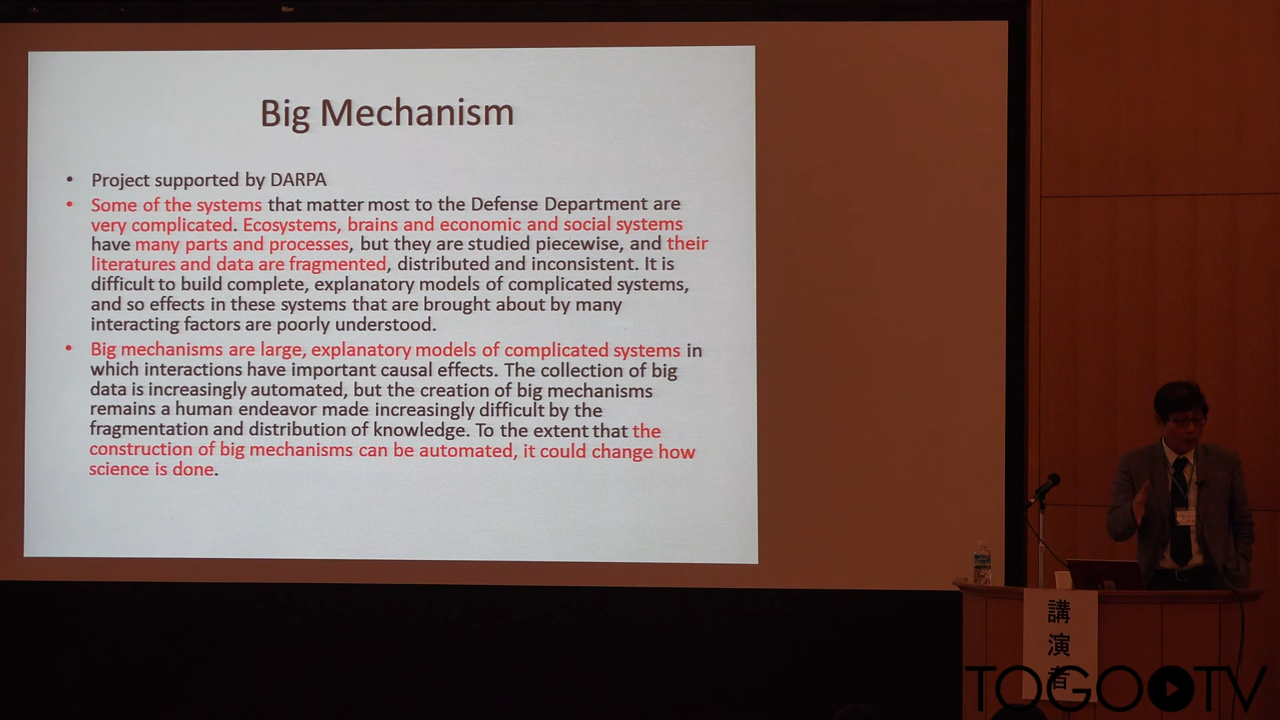 Big Mechanism
• Project supported by DARPA
• Some of the systems that matter most to the Defense Department are
very complicated. Ecosystems, brains and economic and social systems
have many parts and processes, but they are studied piecewise, and their
literatures and data are fragmented, distributed and inconsistent. It is
difficult to build complete, explanatory models of complicated systems,
and so effects in these systems that are brought about by many
interacting factors are poorly understood.
• Big mechanisms are large, explanatory models of complicated systems in
which interactions have important causal effects. The collection of big
data is increasingly automated, but the creation of big mechanisms
remains a human endeavor made increasingly difficult by the
fragmentation and distribution of knowledge. To the extent that the
construction of big mechanisms can be automated, it could change how
science is done.
講演者
TOGOTV